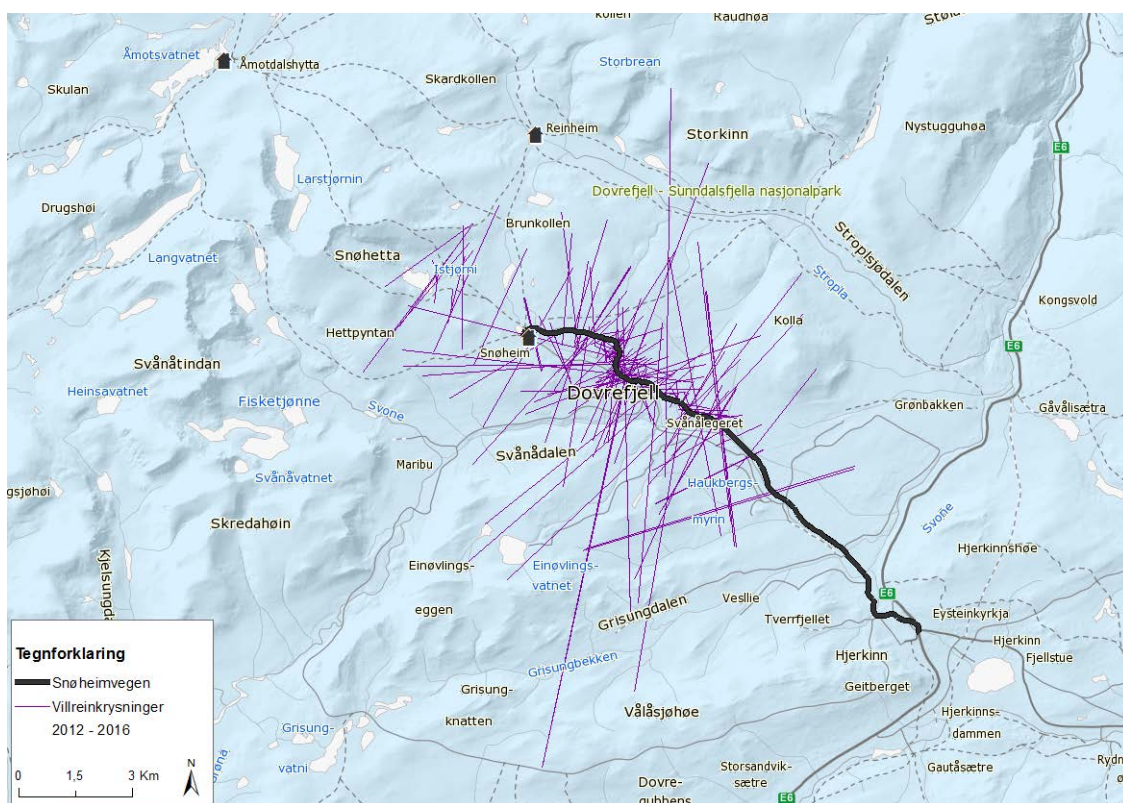 kollen
Raudhøa
Åmotsvatnet
Åmotdalshytta
Skardkollen
Storbrean
Skulan
Reinheim
Storkinn
Nystugguhøa
E6
Dovrefjell - Sunndalsfjella nasjonalpark
Larstjørnin
Drugshøi
Brunkollen
Stroplsjødalen
Langvatnet
Snøhetta
Istjørni
Stropla
Kongsvold
Hettpyntan
Kolla
Snøheim
E6
Svånåtindan
Heinsavatnet
Fisketjønne
Svone
Dovrefjell
Grønbakken
Gåvålisætra
Svånålegeret
Svånådalen
Maribu
Svånåvatnet
Haukbergs-
myrin
gsjøhøi
Skredahøin
Svone
Hjerkinnshøe
Einøvlings-
eggen
Einøvlings-
vatnet
Vesllie
Grisungdalen
Tverrfjellet
E6
Eysteinkyrkja
Hjerkinn
Fjellstue
Hjerkinn
Geitberget
Grisungbekken
Grisung-
knatten
Vålåsjøhøe
Hjerkinns-
dammen
Grisung-
vatni
Storsandvik-
sætre
Gautåsætre
Dovre-
gubbens
E6
Tegnforklaring
Snøheimvegen
Villreinkrysninger
2012 - 2016
0 1,5 3 Km
N